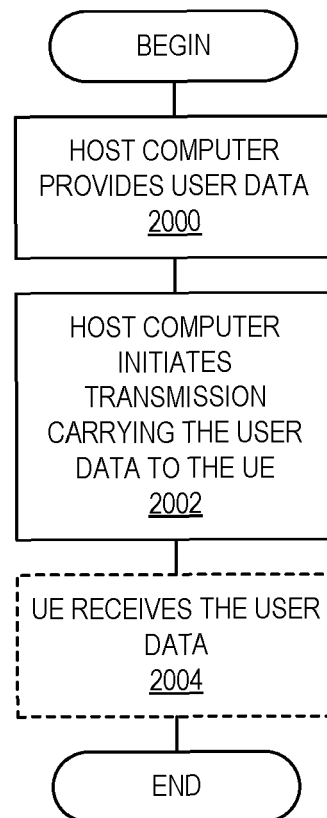 BEGIN
HOST COMPUTER
PROVIDES USER DATA
2000
HOST COMPUTER
INITIATES
TRANSMISSION
CARRYING THE USER
DATA TO THE UE
2002
UE RECEIVES THE USER
DATA
2004
END